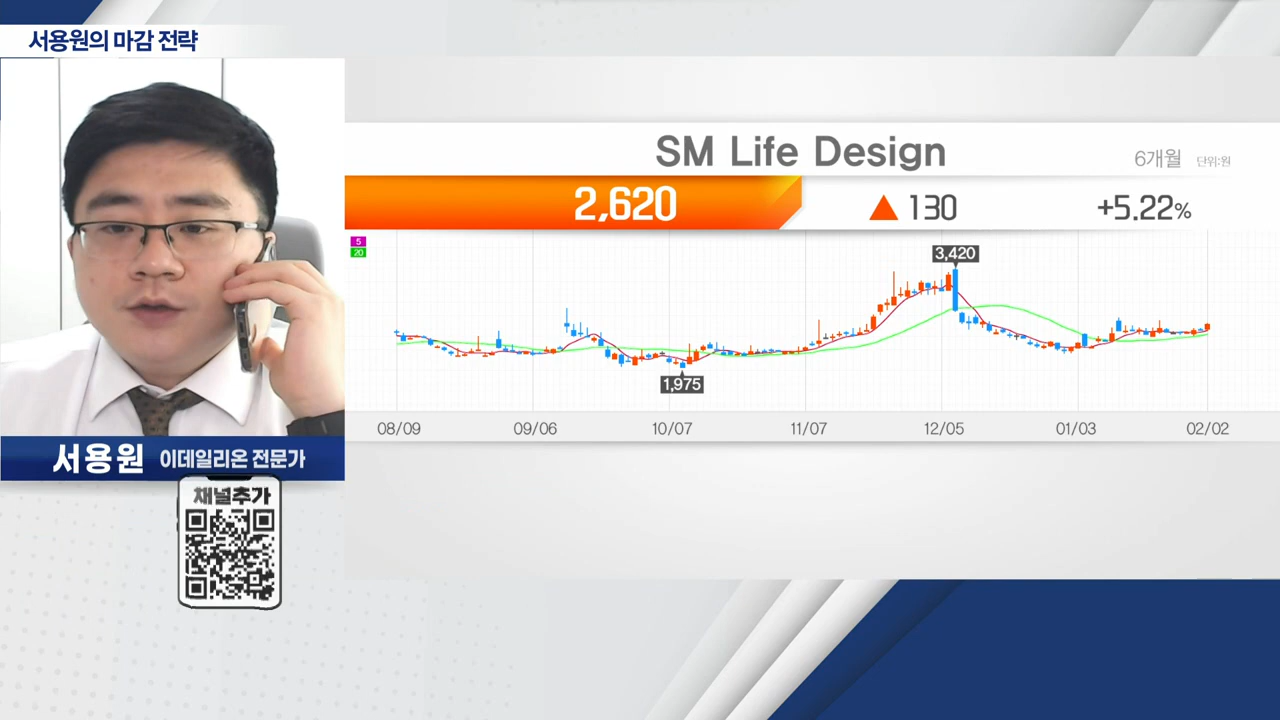 서용원의 마감 전략
SM Life Design
6개월 단위:원
2,620 ▲ 130 +5.22%
5
20
3,420
1,975
08/09 09/06 10/07 11/07 12/05 01/03 02/02
서용원 이데일리온 전문가
채널추가